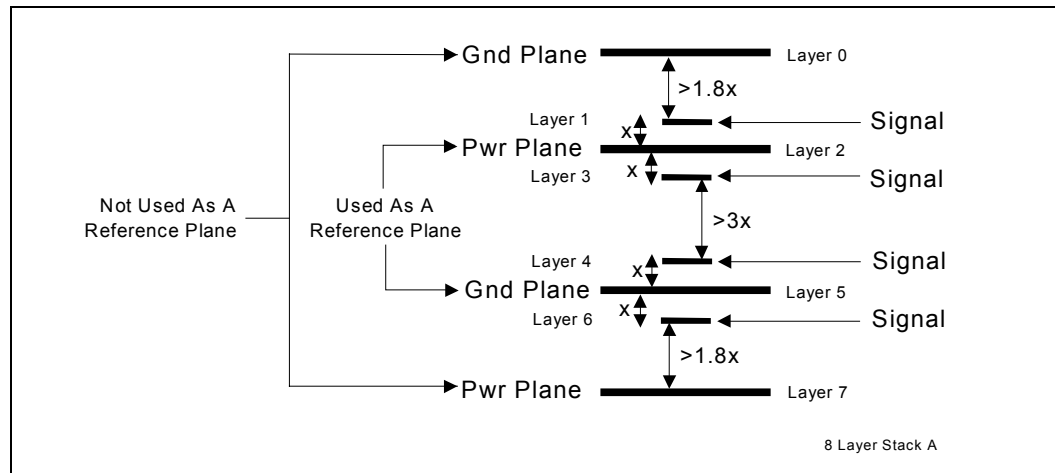 Gnd Plane
Layer 0
>1.8x
Layer 1
Signal
x
Pwr Plane
Layer 2
x
Layer 3
Signal
Not Used As A
Reference Plane
Used As A
Reference Plane
>3x
Layer 4
Signal
x
Gnd Plane
Layer 5
x
Layer 6
Signal
>1.8x
Pwr Plane
Layer 7
8 Layer Stack A